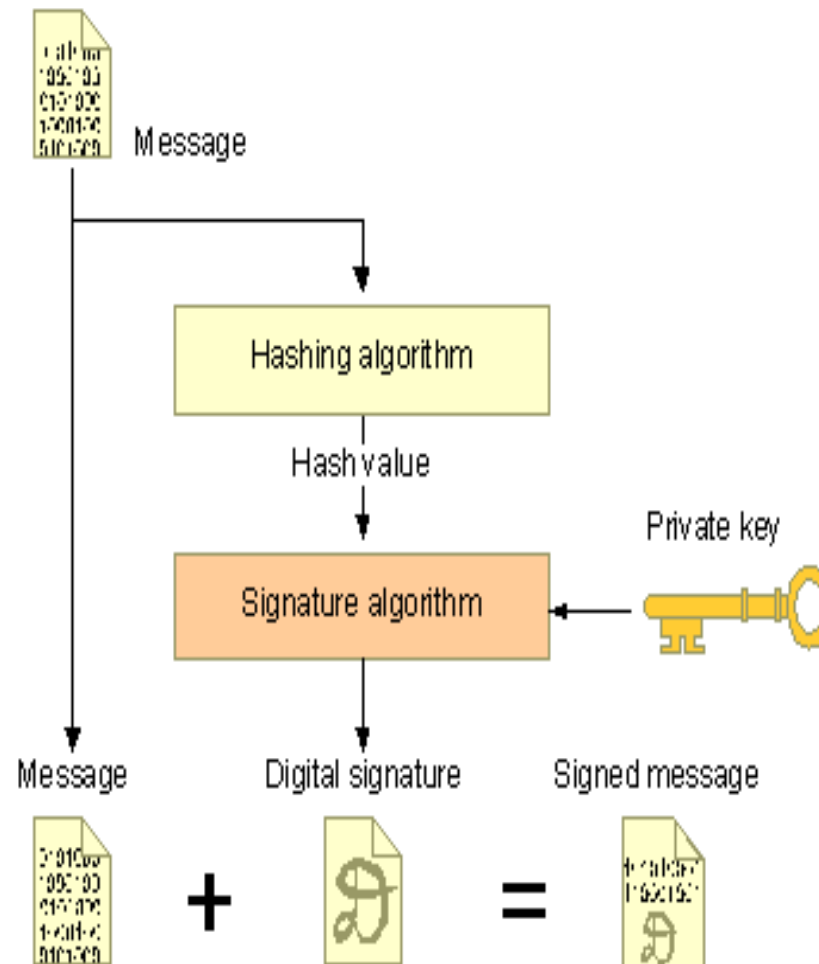 Message
Hashing algorithm
Hash value
Private key
Signature algorithm
Message
Digital signature
Signed message
+
=